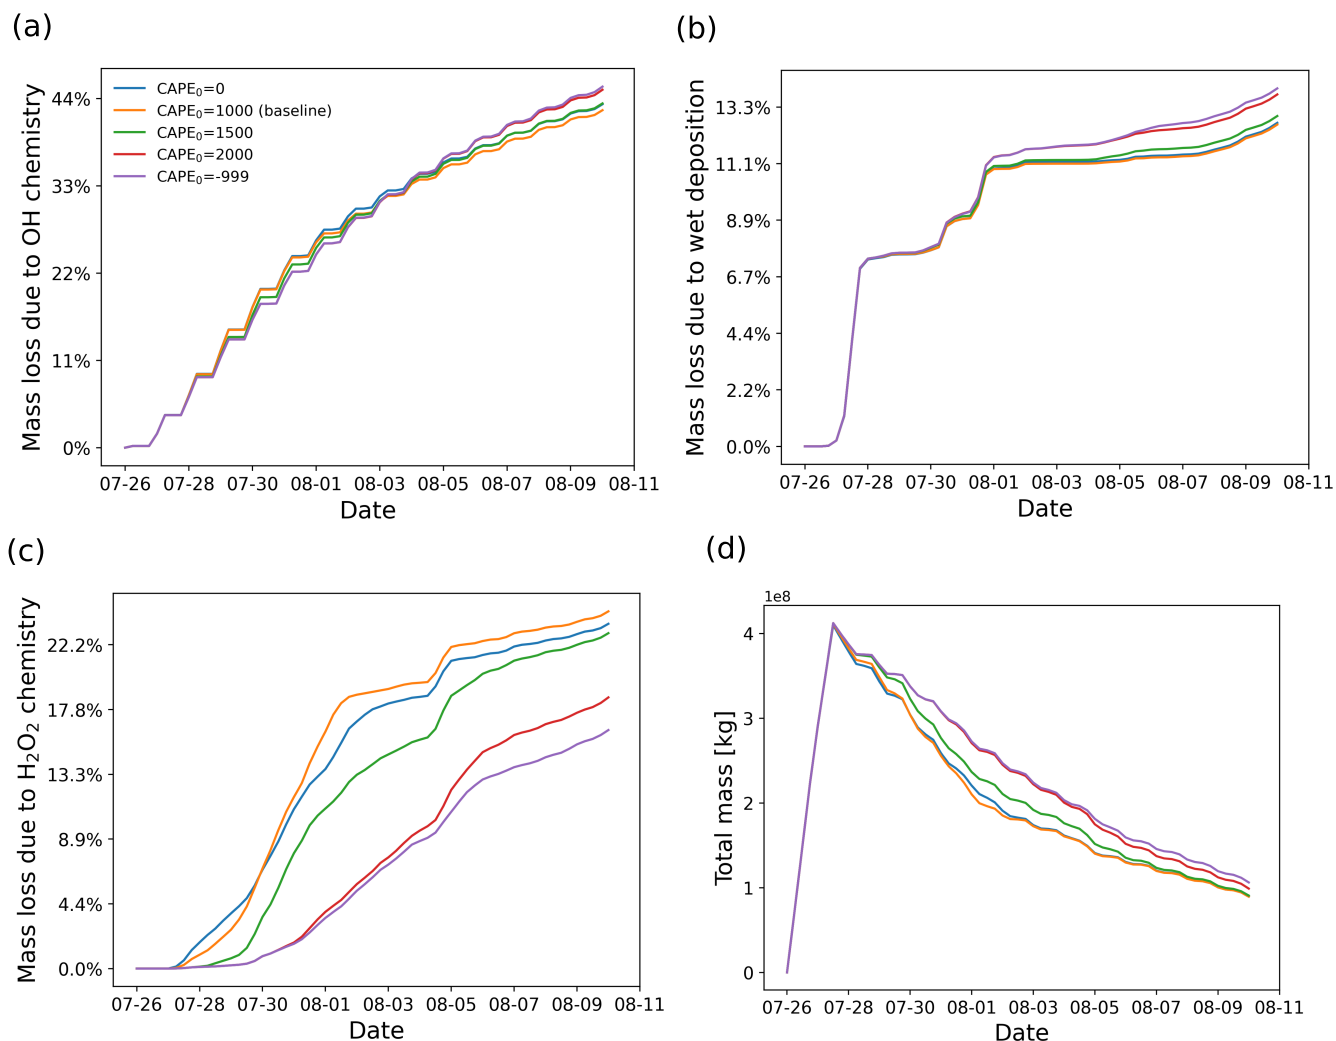 (a)
Mass loss due to OH chemistry
44%
33%
22%
11%
0%
CAPE₀=0
CAPE₀=1000 (baseline)
CAPE₀=1500
CAPE₀=2000
CAPE₀=-999
07-26 07-28 07-30 08-01 08-03 08-05 08-07 08-09 08-11
Date
(b)
Mass loss due to wet deposition
13.3%
11.1%
8.9%
6.7%
4.4%
2.2%
0.0%
07-26 07-28 07-30 08-01 08-03 08-05 08-07 08-09 08-11
Date
(c)
Mass loss due to H₂O₂ chemistry
22.2%
17.8%
13.3%
8.9%
4.4%
0.0%
07-26 07-28 07-30 08-01 08-03 08-05 08-07 08-09 08-11
Date
(d)
1e8
Total mass [kg]
4
3
2
1
0
07-26 07-28 07-30 08-01 08-03 08-05 08-07 08-09 08-11
Date